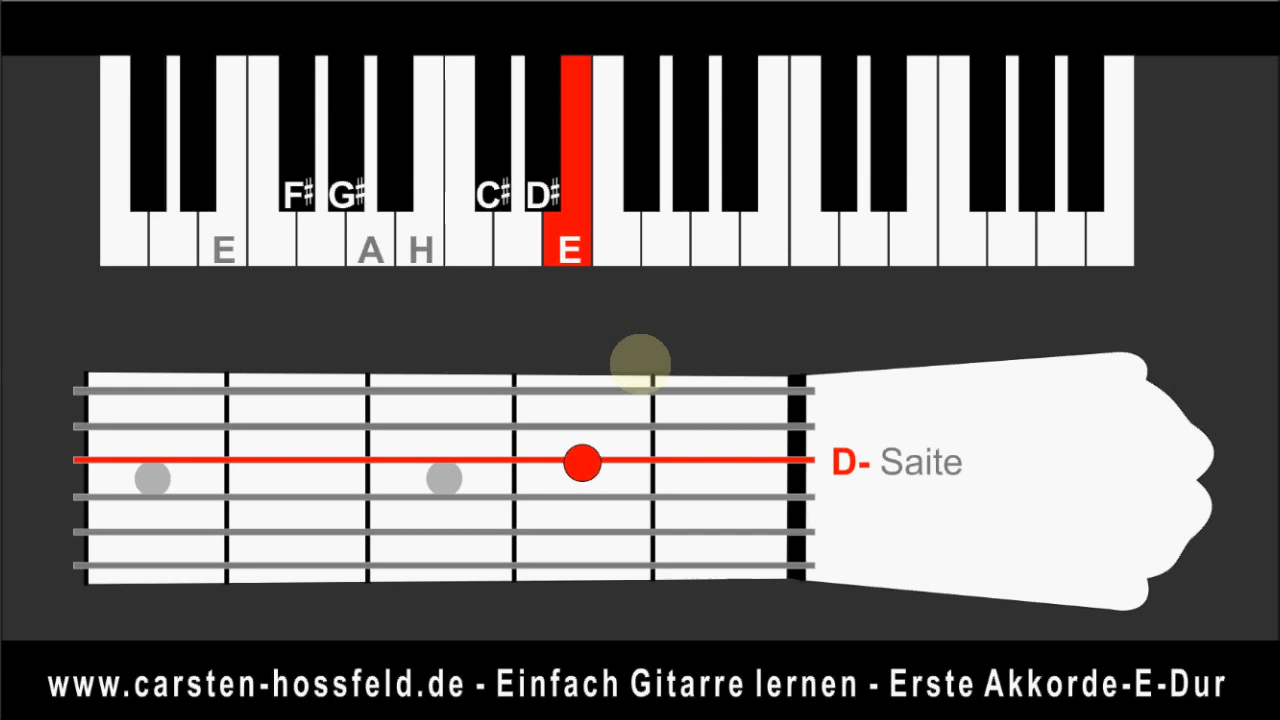 F♯ G♯ C♯ D♯
E A H E
D- Saite
www.carsten-hossfeld.de - Einfach Gitarre lernen - Erste Akkorde-E-Dur